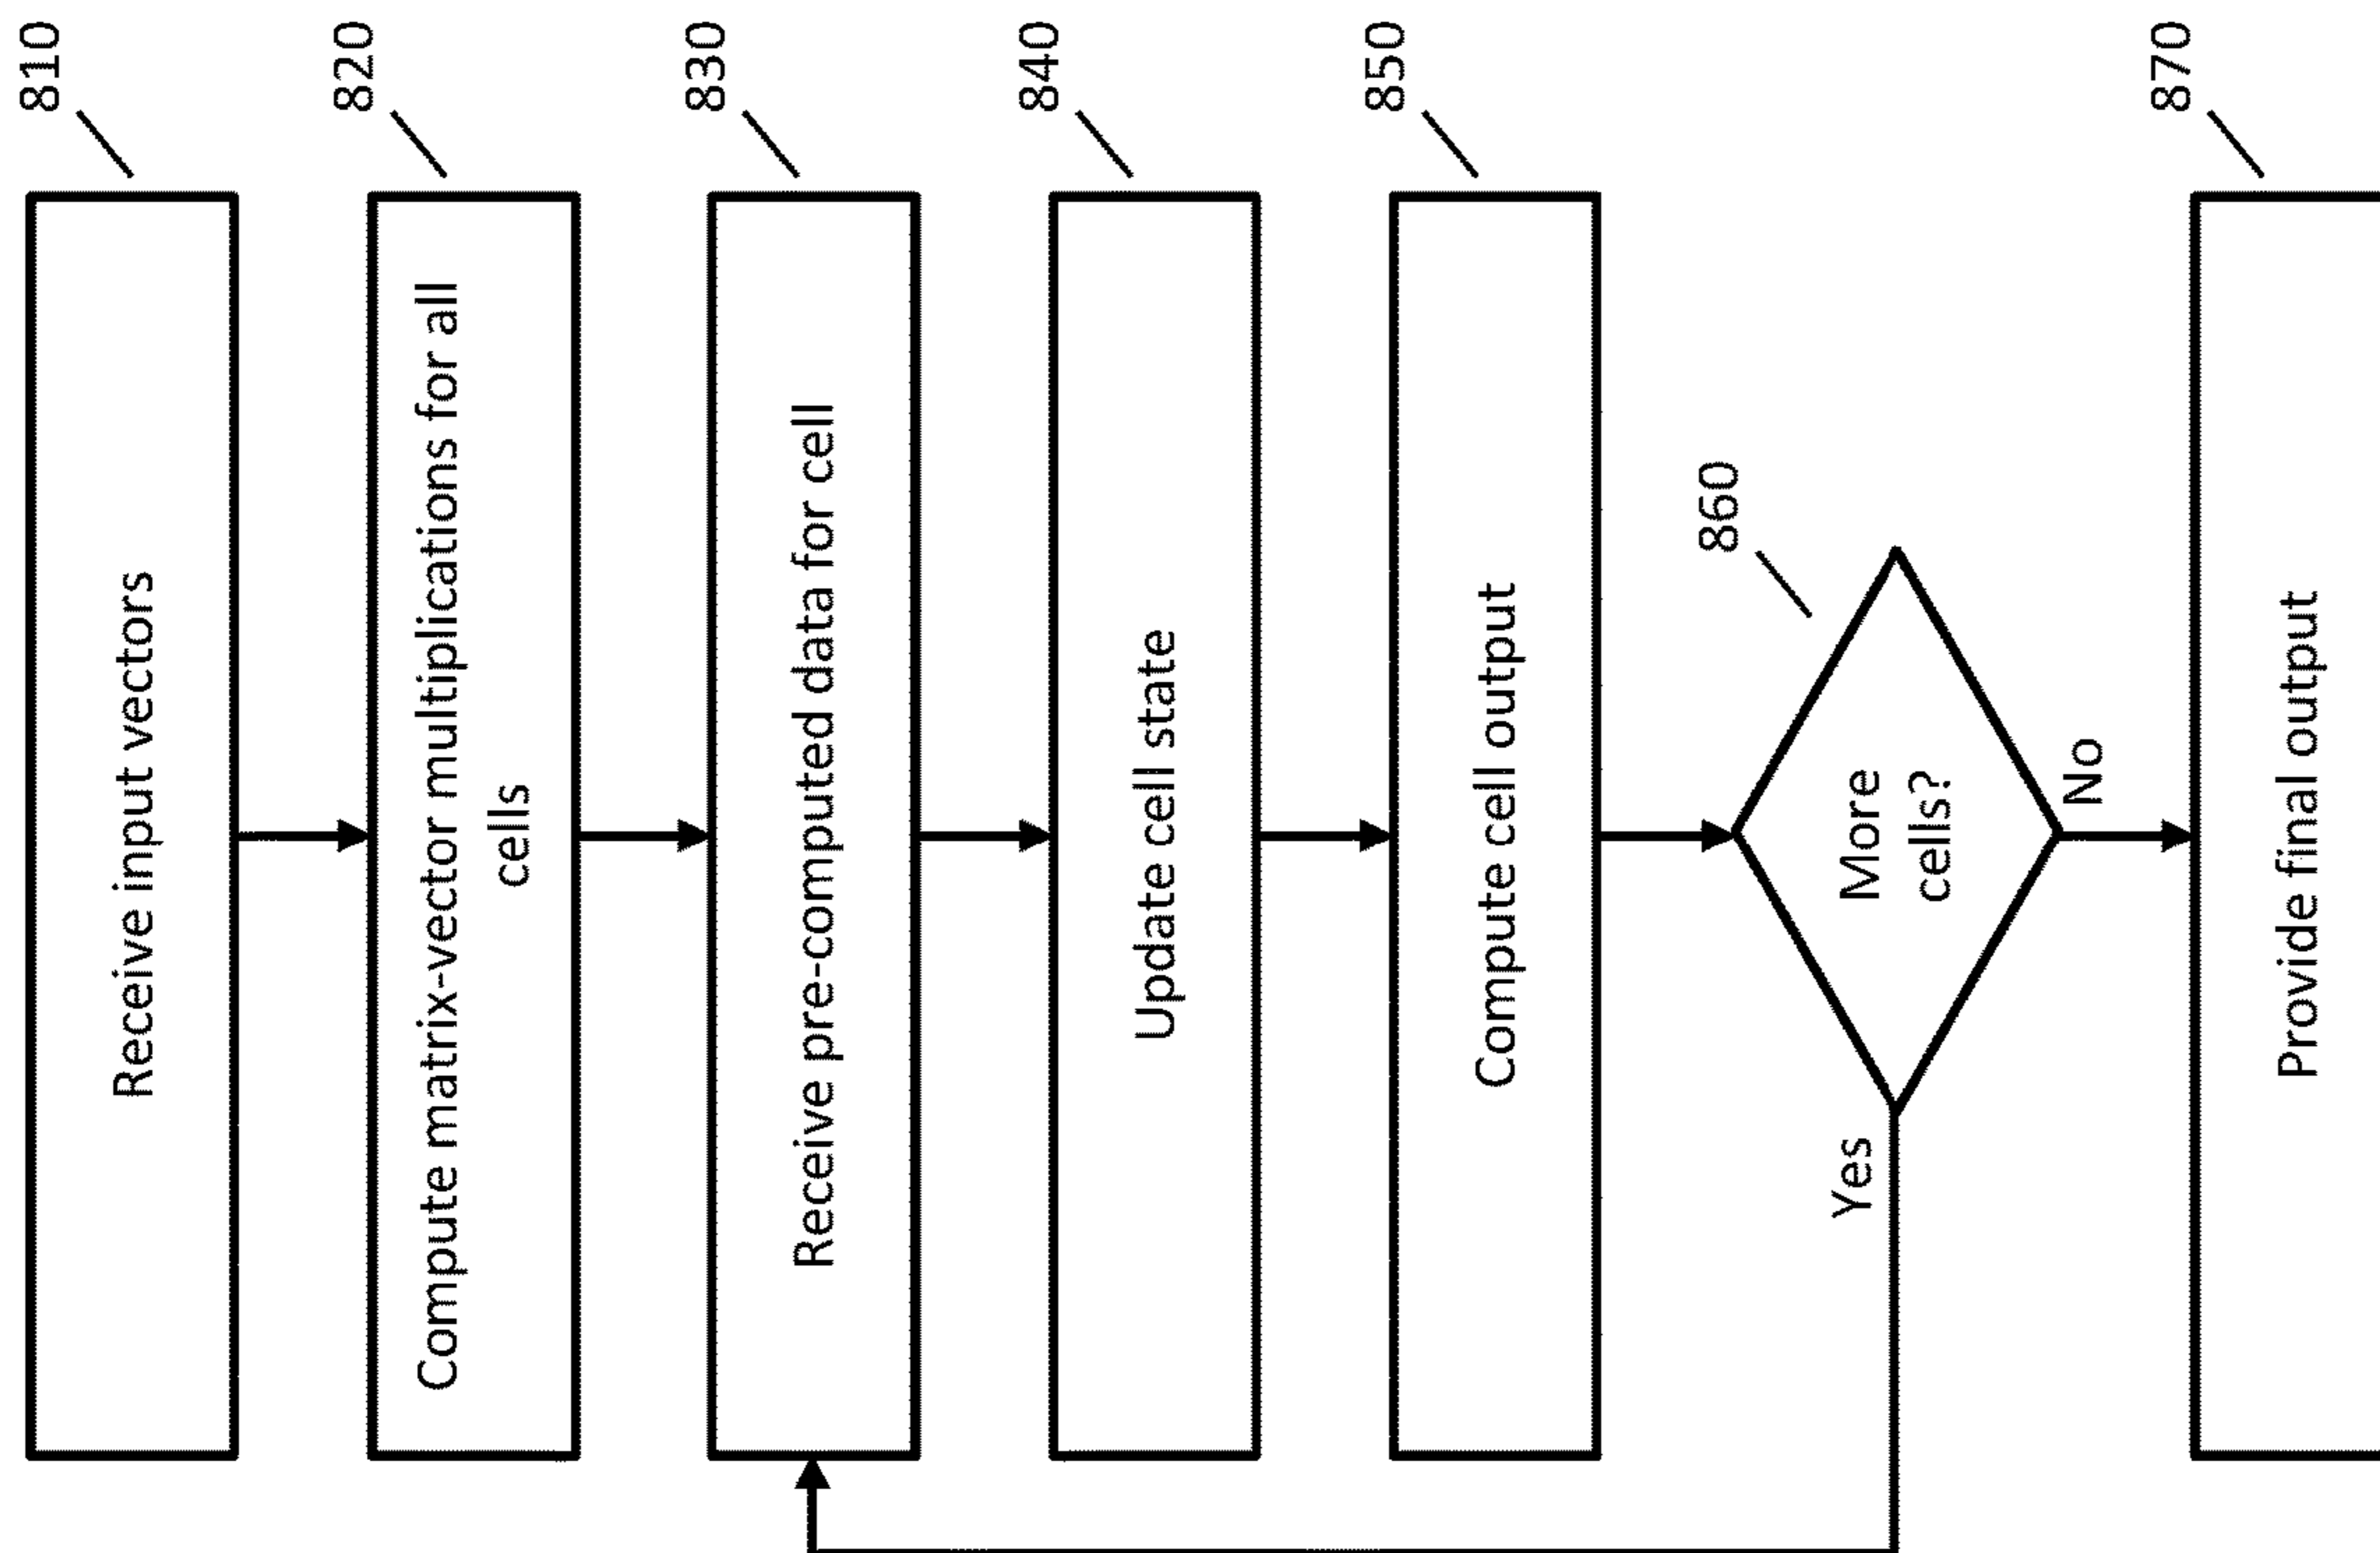 810
Receive input vectors
820
Compute matrix-vector multiplications for all
cells
830
Receive pre-computed data for cell
840
Update cell state
850
Compute cell output
860
More
cells?
Yes
No
870
Provide final output